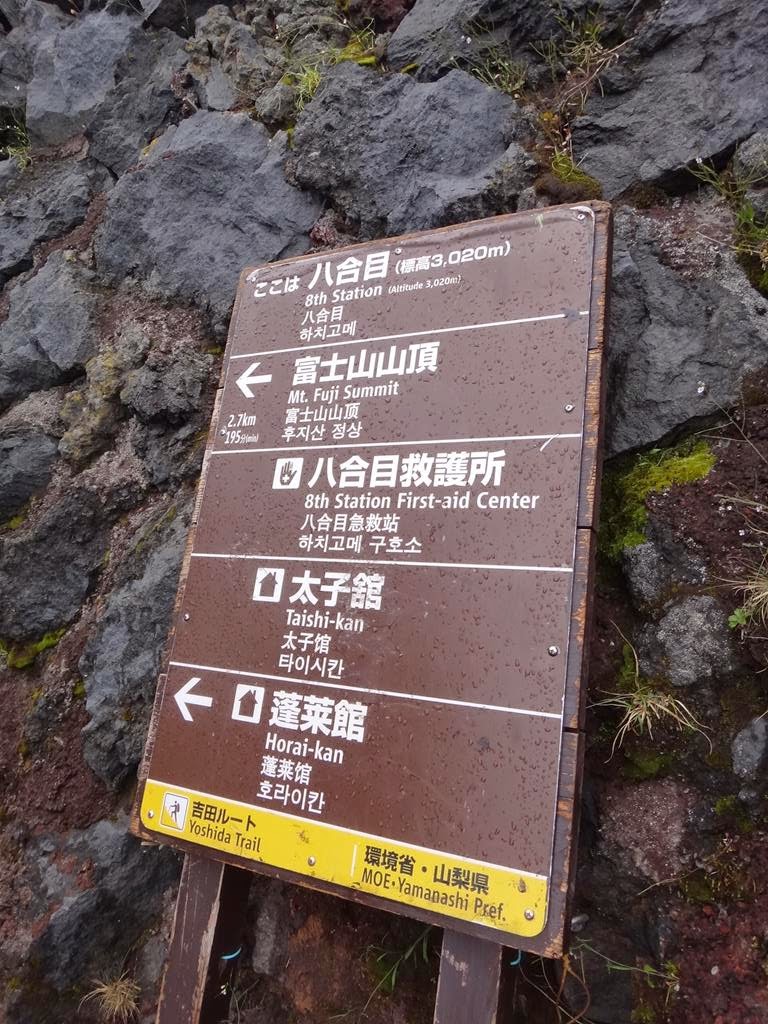 ここは 八合目 (標高3,020m)
8th Station (Altitude 3,020m)
八合目
하치고메
← 富士山山頂
Mt. Fuji Summit
2.7km 富士山山顶
195分(min) 후지산 정상
八合目救護所
8th Station First-aid Center
八合目急救站
하치고메 구호소
太子舘
Taishi-kan
太子馆
타이시칸
← 蓬莱館
Horai-kan
蓬莱馆
호라이칸
吉田ルート
Yoshida Trail
環境省・山梨県
MOE・Yamanashi Pref.